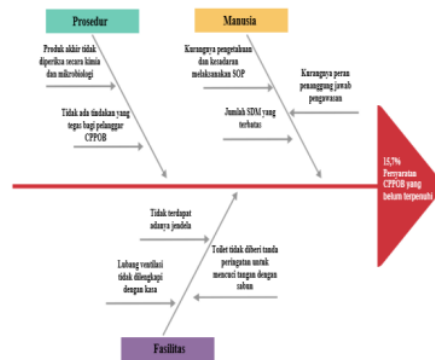 Prosedur
Manusia
Produk akhir tidak
diperiksa secara kimia
dan mikrobiologi
Tidak ada tindakan yang
tegas bagi pelanggar
CPPOB
Kurangnya pengetahuan
dan kesadaran
melaksanakan SOP
Jumlah SDM yang
terbatas
Kurangnya peran
penanggung jawab
pengawasan
15,7%
Persyaratan
CPPOB yang
belum terpenuhi
Tidak terdapat
adanya jendela
Lubang ventilasi
tidak dilengkapi
dengan kasa
Toilet tidak diberi tanda
peringatan untuk
mencuci tangan dengan
sabun
Fasilitas